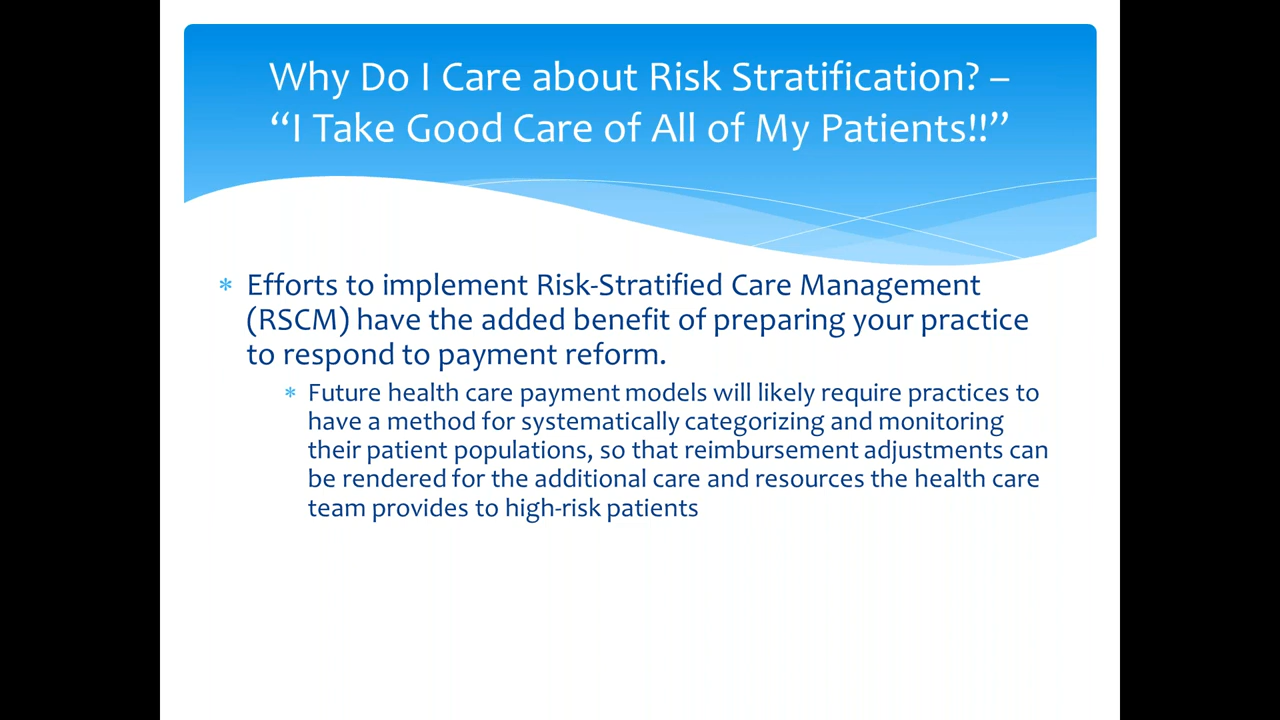 Why Do I Care about Risk Stratification? –
“I Take Good Care of All of My Patients!!”
* Efforts to implement Risk-Stratified Care Management
(RSCM) have the added benefit of preparing your practice
to respond to payment reform.
* Future health care payment models will likely require practices to
have a method for systematically categorizing and monitoring
their patient populations, so that reimbursement adjustments can
be rendered for the additional care and resources the health care
team provides to high-risk patients